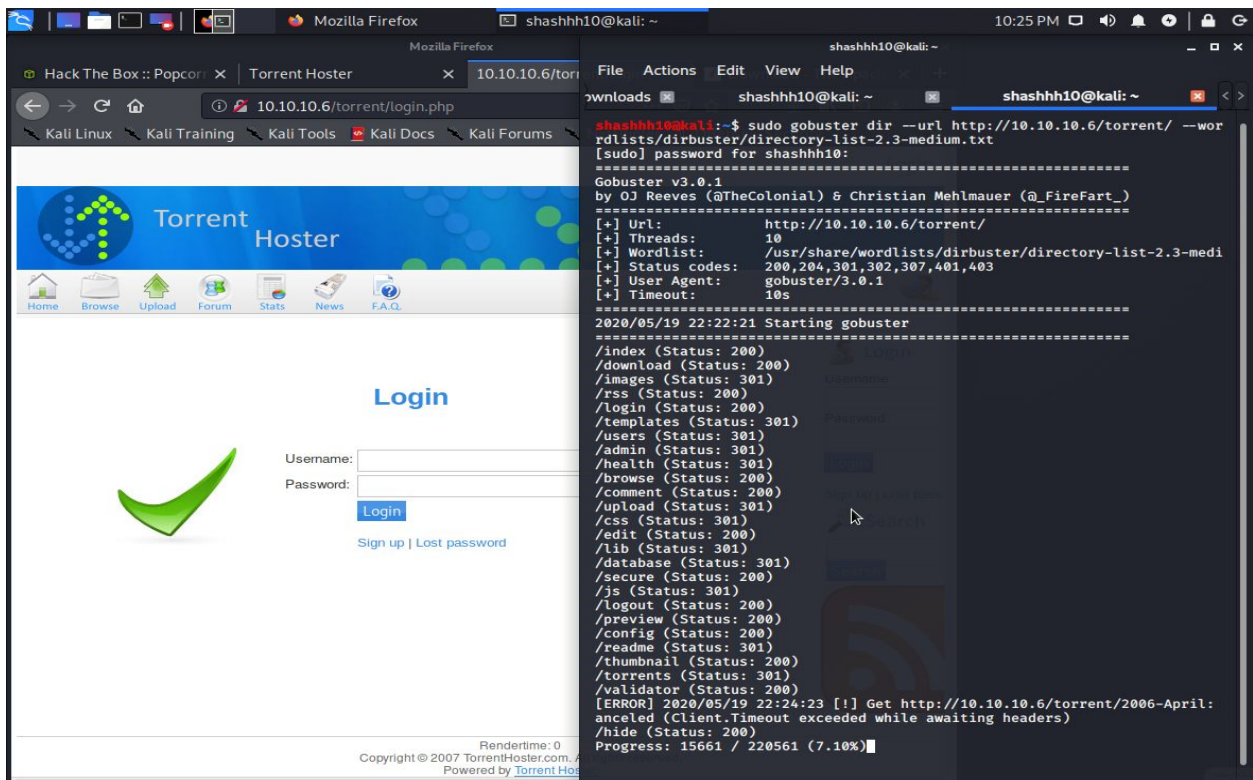 Mozilla Firefox
shashhh10@kali: ~
10:25 PM
Mozilla Firefox
Hack The Box :: Popcorn
Torrent Hoster
10.10.10.6/torr
10.10.10.6/torrent/login.php
Kali Linux
Kali Training
Kali Tools
Kali Docs
Kali Forums
Torrent
Hoster
Home
Browse
Upload
Forum
Stats
News
F.A.Q.
Login
Username:
Password:
Login
Sign up | Lost password
Rendertime: 0
Copyright © 2007 TorrentHoster.com. A
Powered by Torrent Hos
shashhh10@kali: ~
File Actions Edit View Help
ownloads
shashhh10@kali: ~
shashhh10@kali: ~
shashhh10@kali:~$ sudo gobuster dir --url http://10.10.10.6/torrent/ --wor
rdlists/dirbuster/directory-list-2.3-medium.txt
[sudo] password for shashhh10:
===============================================================
Gobuster v3.0.1
by OJ Reeves (@TheColonial) & Christian Mehlmauer (@_FireFart_)
===============================================================
[+] Url: http://10.10.10.6/torrent/
[+] Threads: 10
[+] Wordlist: /usr/share/wordlists/dirbuster/directory-list-2.3-medi
[+] Status codes: 200,204,301,302,307,401,403
[+] User Agent: gobuster/3.0.1
[+] Timeout: 10s
===============================================================
2020/05/19 22:22:21 Starting gobuster
===============================================================
/index (Status: 200)
/download (Status: 200)
/images (Status: 301)
/rss (Status: 200)
/login (Status: 200)
/templates (Status: 301)
/users (Status: 301)
/admin (Status: 301)
/health (Status: 301)
/browse (Status: 200)
/comment (Status: 200)
/upload (Status: 301)
/css (Status: 301)
/edit (Status: 200)
/lib (Status: 301)
/database (Status: 301)
/secure (Status: 200)
/js (Status: 301)
/logout (Status: 200)
/preview (Status: 200)
/config (Status: 200)
/readme (Status: 301)
/thumbnail (Status: 200)
/torrents (Status: 301)
/validator (Status: 200)
[ERROR] 2020/05/19 22:24:23 [!] Get http://10.10.10.6/torrent/2006-April:
anceled (Client.Timeout exceeded while awaiting headers)
/hide (Status: 200)
Progress: 15661 / 220561 (7.10%)
Login
Username
Password
Search